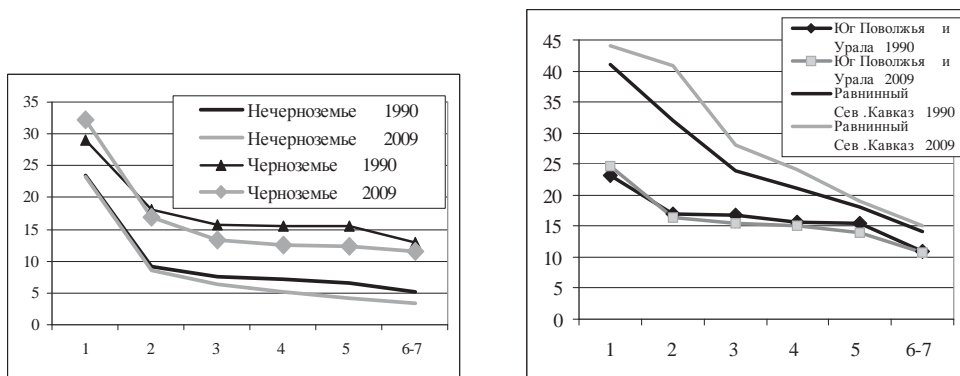 35
30
25
20
15
10
5
0
1 2 3 4 5 6-7
Нечерноземье 1990
Нечерноземье 2009
Черноземье 1990
Черноземье 2009
45
40
35
30
25
20
15
10
5
0
1 2 3 4 5 6-7
Юг Поволжья и
Урала 1990
Юг Поволжья и
Урала 2009
Равнинный
Сев .Кавказ 1990
Равнинный
Сев .Кавказ 2009